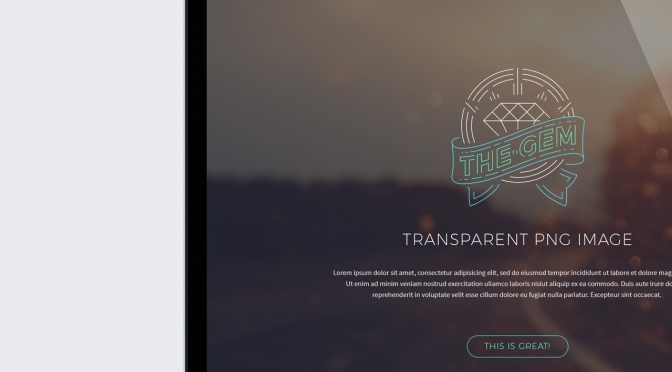 THE GEM
TRANSPARENT PNG IMAGE
Lorem ipsum dolor sit amet, consectetur adipisicing elit, sed do eiusmod tempor incididunt ut labore et dolore mag
Ut enim ad minim veniam nostrud exercitation ullamco laboris nisiut aliquip ex ea commodo. Duis aute irure do
reprehenderit in voluptate velit esse cillum dolore eu fugiat nulla pariatur. Excepteur sint occaecat.
THIS IS GREAT!